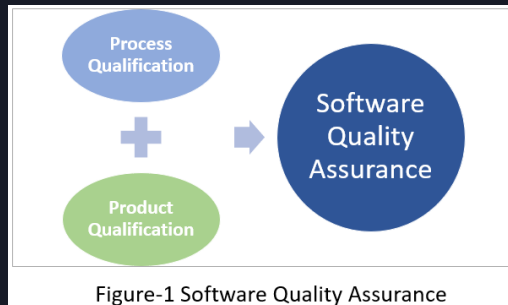 Process
Qualification
Product
Qualification
Software
Quality
Assurance
Figure-1 Software Quality Assurance